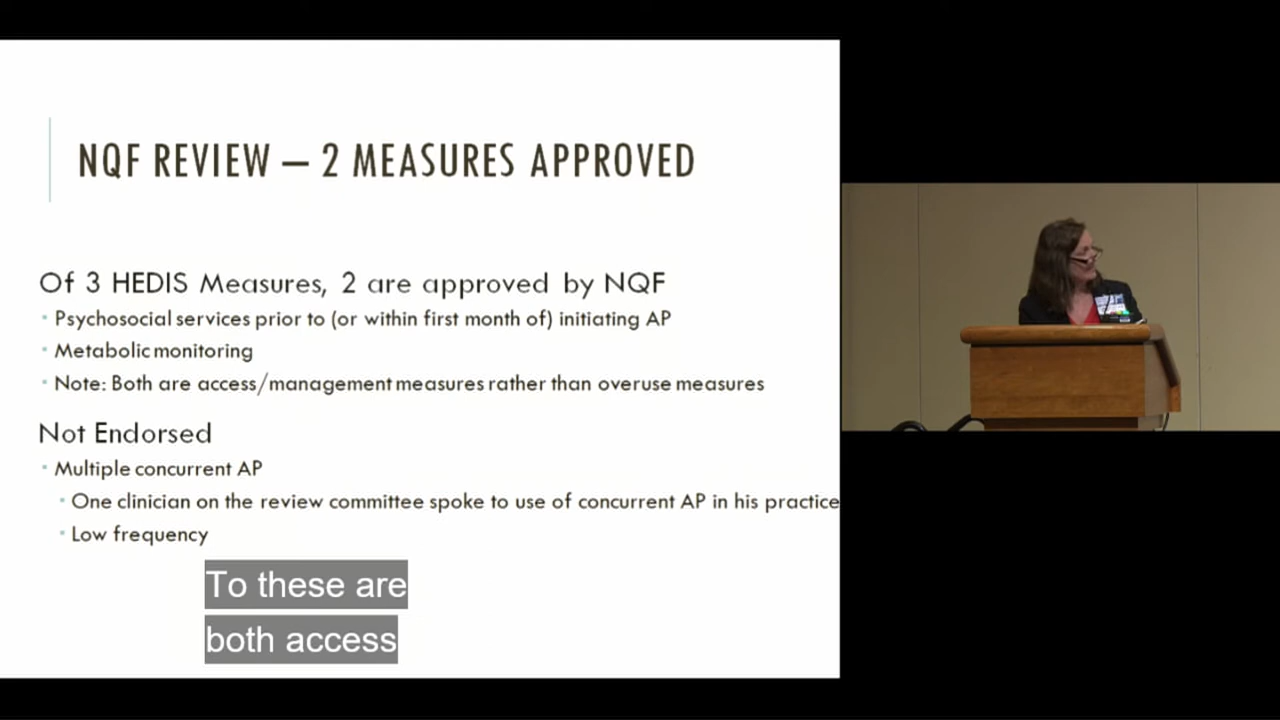 NQF REVIEW – 2 MEASURES APPROVED
Of 3 HEDIS Measures, 2 are approved by NQF
Psychosocial services prior to (or within first month of) initiating AP
Metabolic monitoring
Note: Both are access/management measures rather than overuse measures
Not Endorsed
Multiple concurrent AP
One clinician on the review committee spoke to use of concurrent AP in his practice
Low frequency
To these are
both access